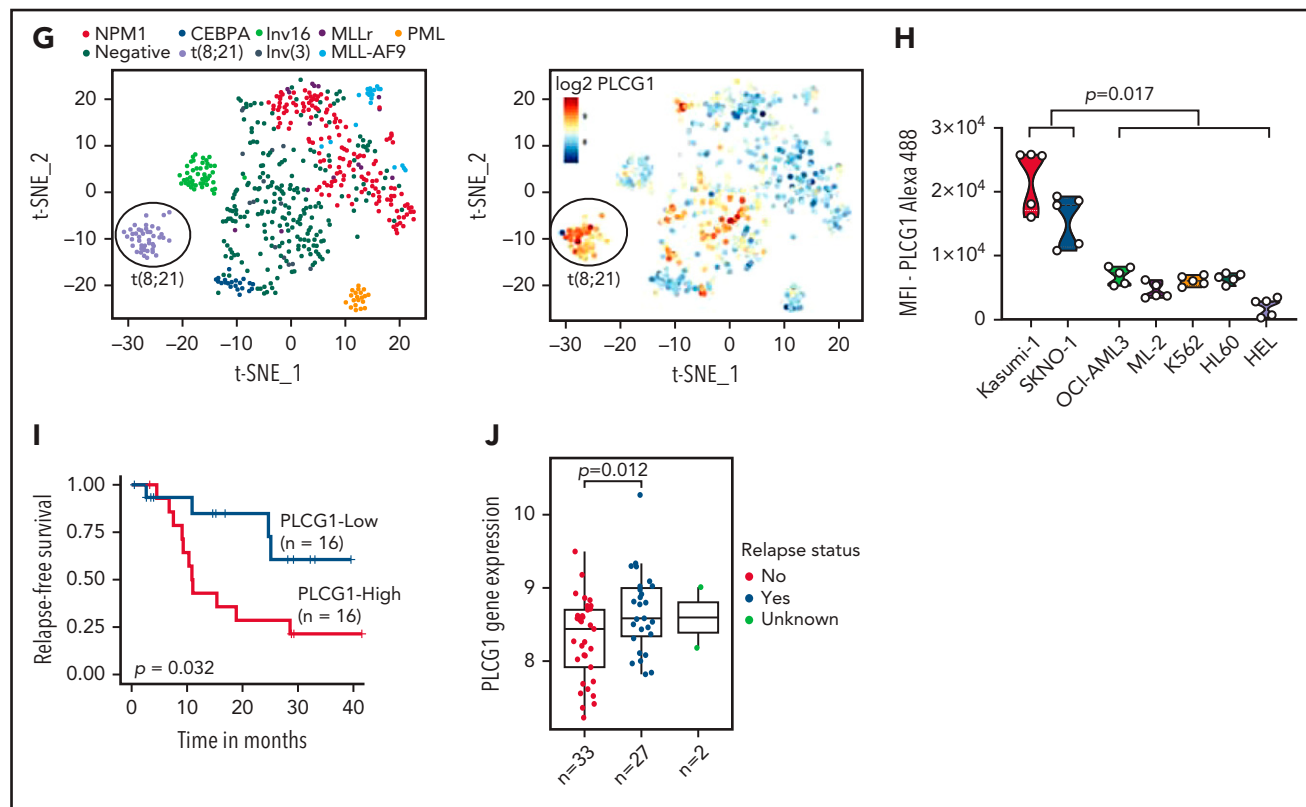 G
NPM1 CEBPA Inv16 MLLr PML
Negative t(8;21) Inv(3) MLL-AF9
t-SNE_2
20
10
0
−10
−20
t(8;21)
−30 −20 −10 0 10 20
t-SNE_1
log2 PLCG1
t-SNE_2
20
10
0
−10
−20
t(8;21)
−30 −20 −10 0 10 20
t-SNE_1
H
p=0.017
MFI - PLCG1 Alexa 488
3×10⁴
2×10⁴
1×10⁴
0
Kasumi-1
SKNO-1
OCI-AML3
ML-2
K562
HL60
HEL
I
Relapse-free survival
1.00
0.75
0.50
0.25
0.00
PLCG1-Low
(n = 16)
PLCG1-High
(n = 16)
p = 0.032
0 10 20 30 40
Time in months
J
p=0.012
PLCG1 gene expression
10
9
8
n=33
n=27
n=2
Relapse status
No
Yes
Unknown